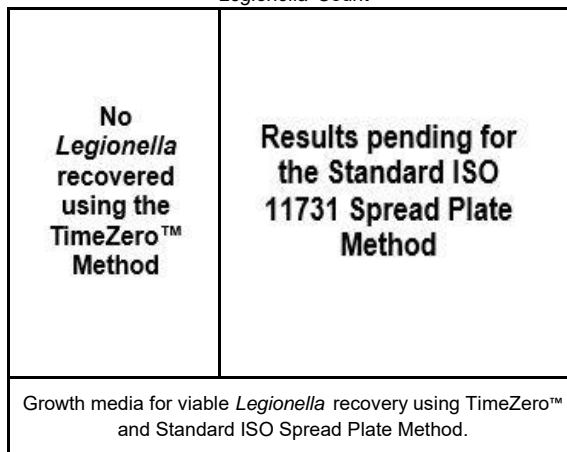 Legionella Count
No
Legionella
recovered
using the
TimeZero™
Method
Results pending for
the Standard ISO
11731 Spread Plate
Method
Growth media for viable Legionella recovery using TimeZero™
and Standard ISO Spread Plate Method.